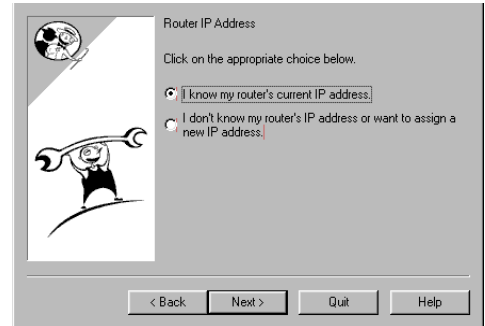 Router IP Address
Click on the appropriate choice below.
I know my router's current IP address.
I don't know my router's IP address or want to assign a
new IP address.
< Back
Next >
Quit
Help